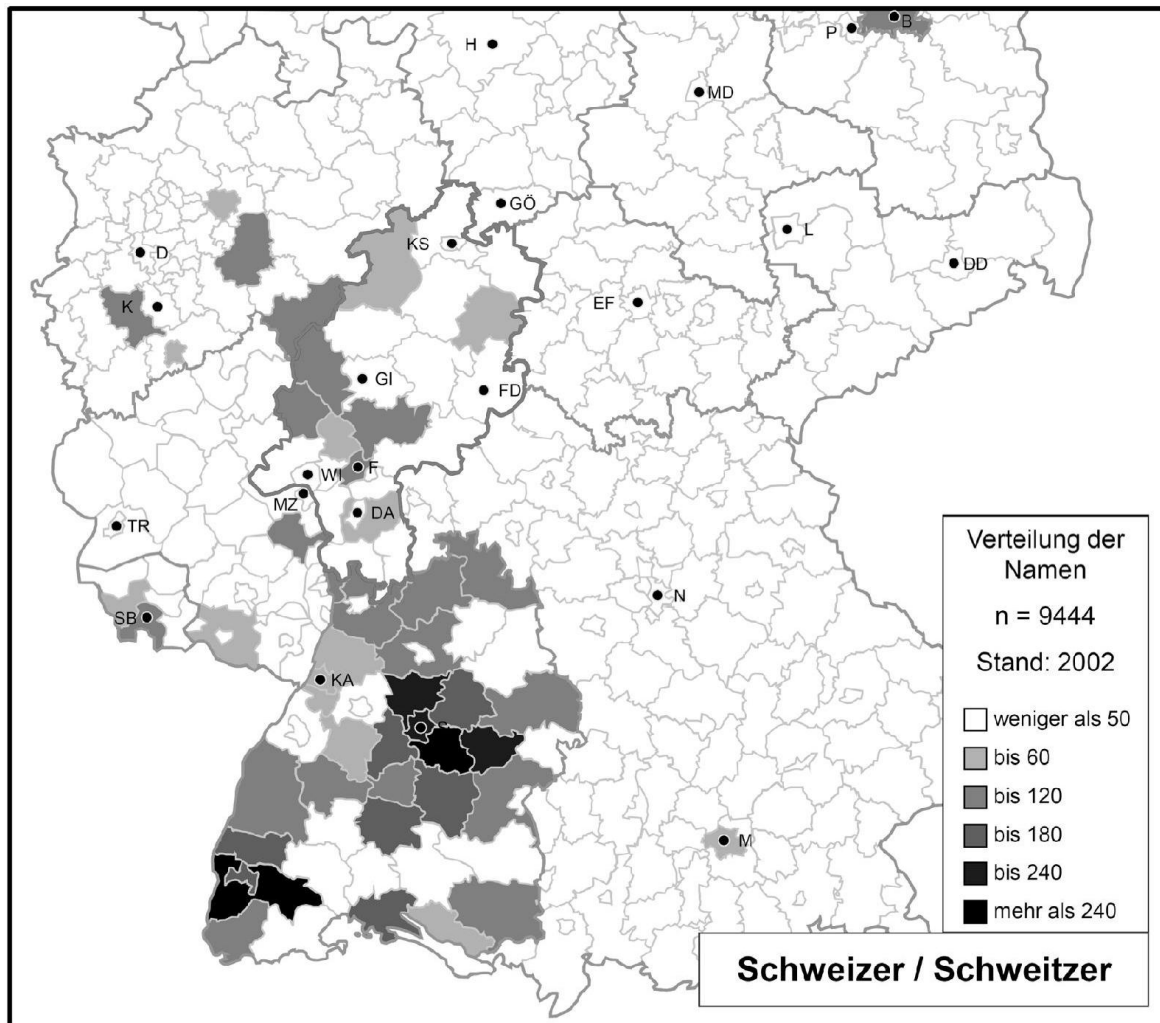 H
P
B
MD
GÖ
KS
L
D
DD
K
EF
GI
FD
WI
F
MZ
DA
TR
SB
N
KA
S
M
Verteilung der
Namen
n = 9444
Stand: 2002
weniger als 50
bis 60
bis 120
bis 180
bis 240
mehr als 240
Schweizer / Schweitzer